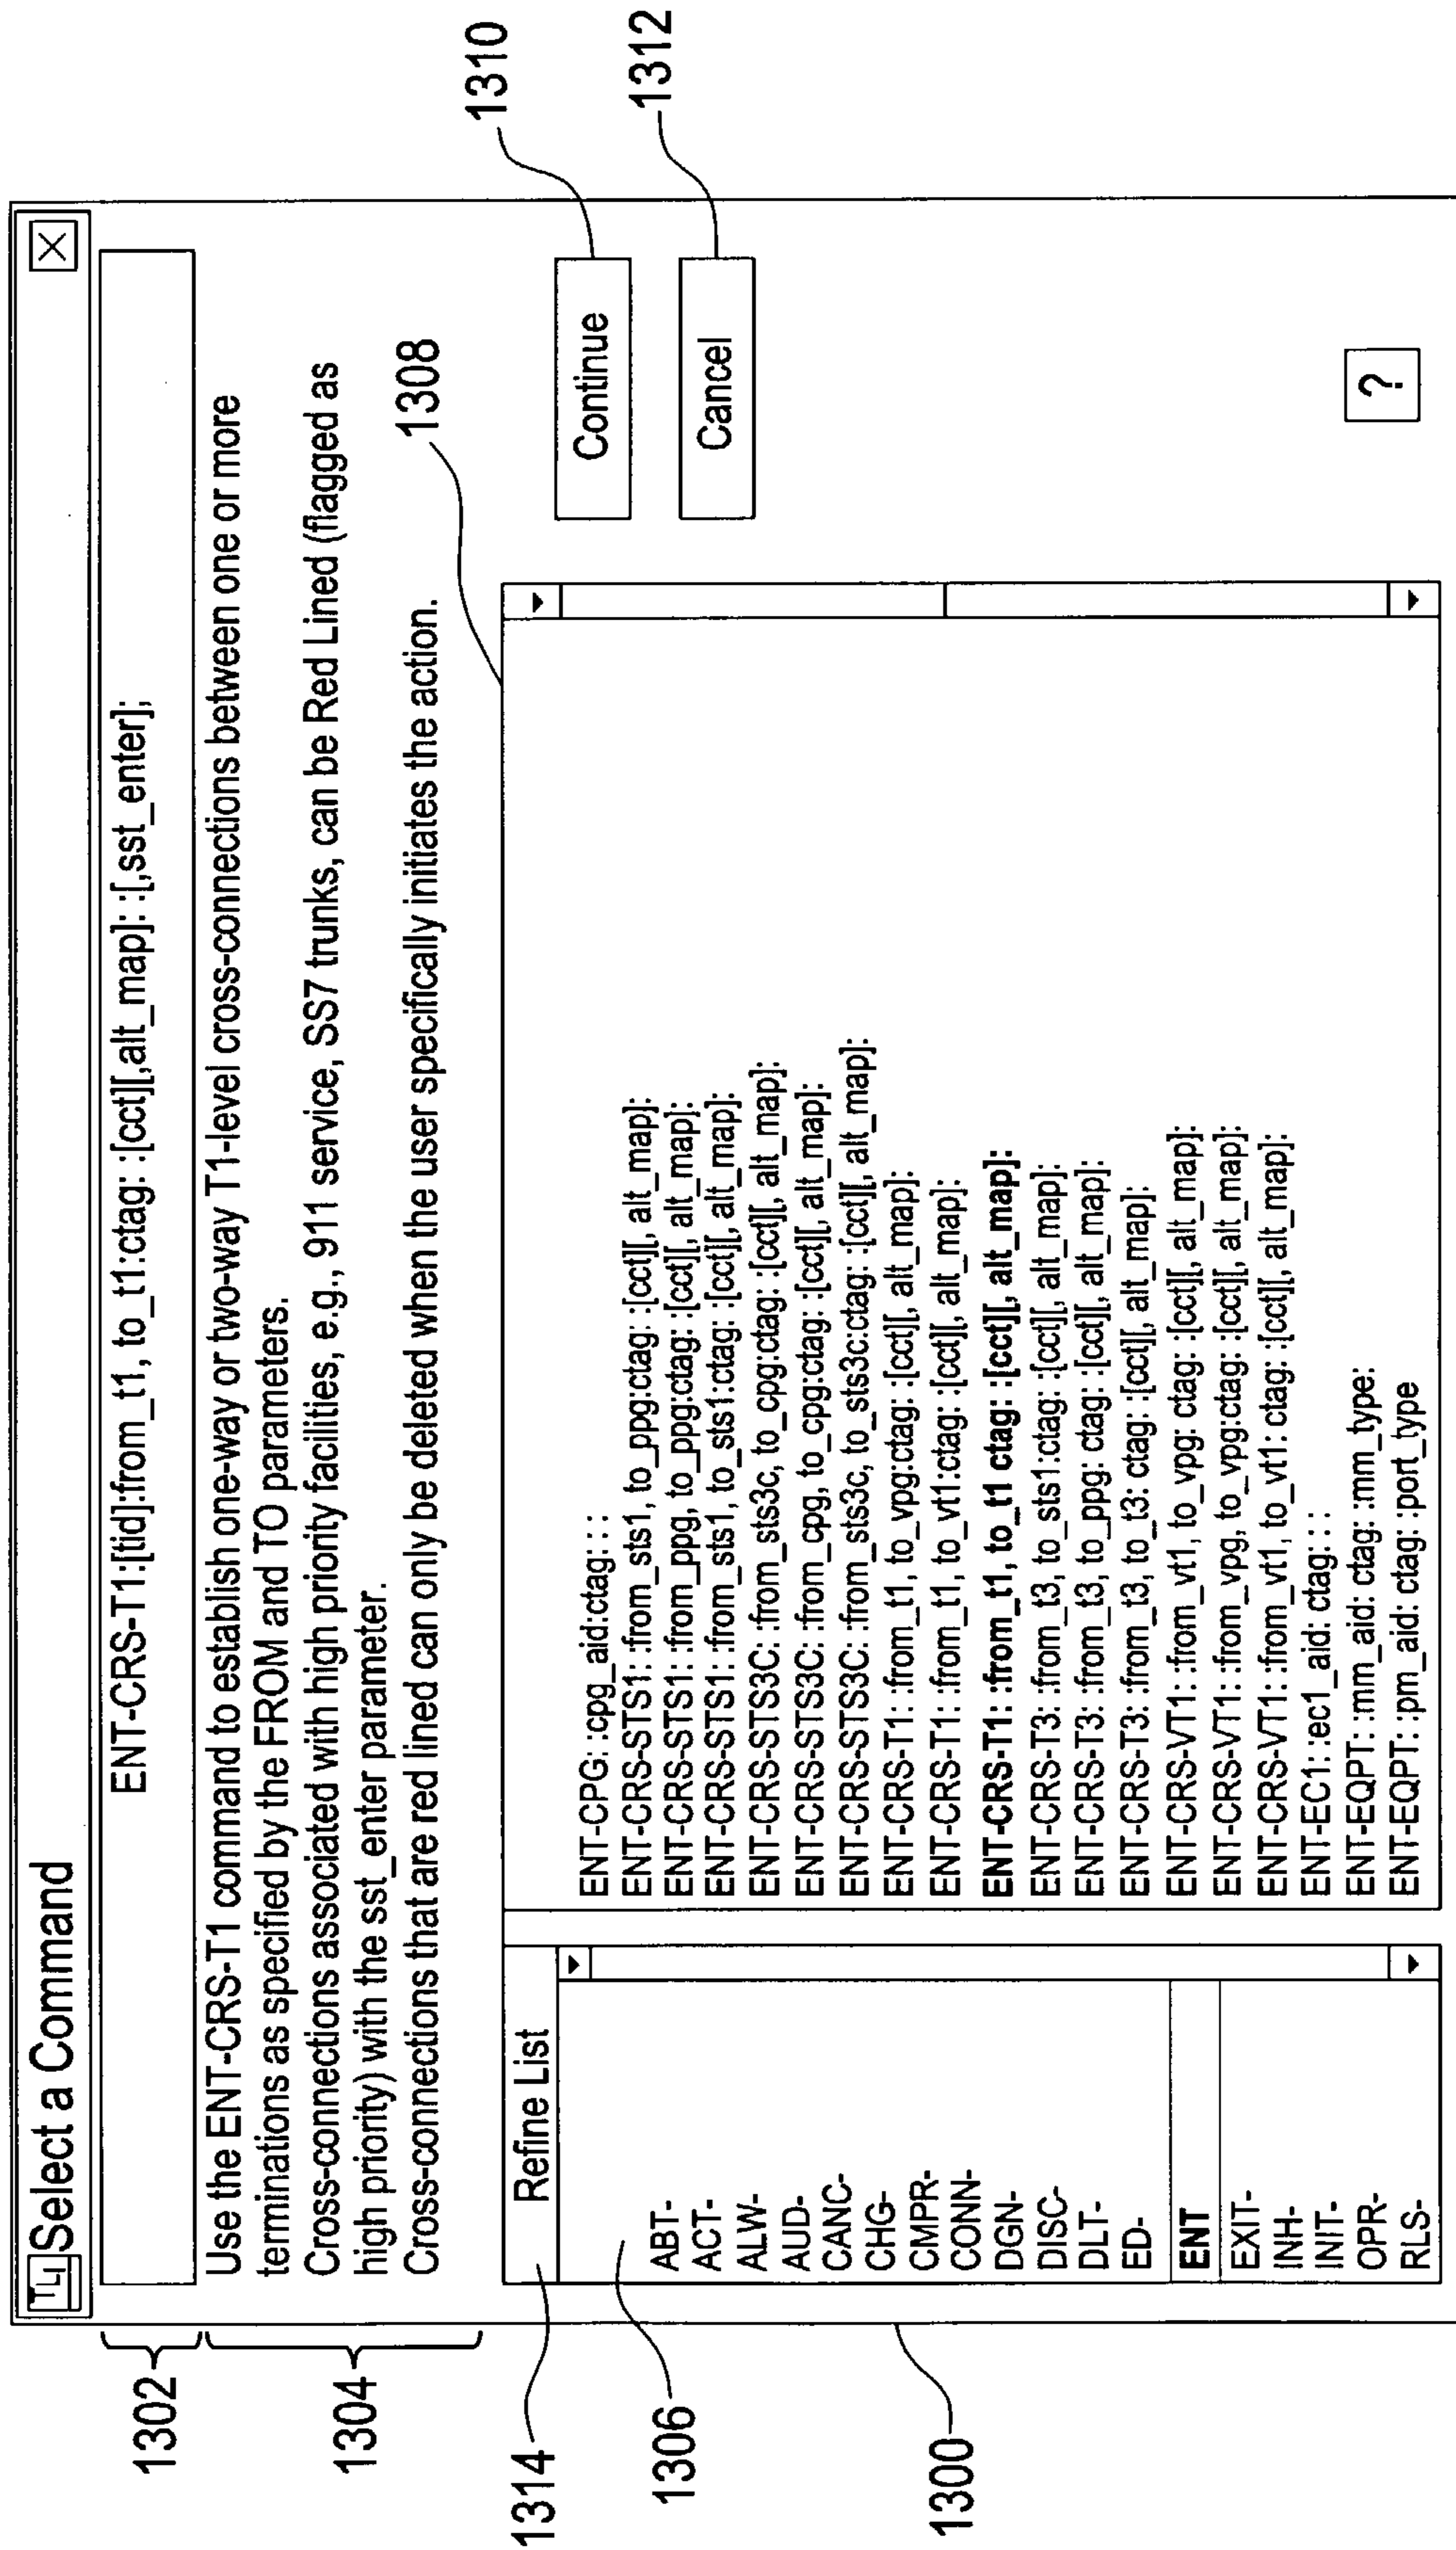 Select a Command
1302
ENT-CRS-T1:[tid]:from_t1, to_t1:ctag: :[cct][,alt_map]: :[,sst_enter];
1304
Use the ENT-CRS-T1 command to establish one-way or two-way T1-level cross-connections between one or more
terminations as specified by the FROM and TO parameters.
Cross-connections associated with high priority facilities, e.g., 911 service, SS7 trunks, can be Red Lined (flagged as
high priority) with the sst_enter parameter.
Cross-connections that are red lined can only be deleted when the user specifically initiates the action.
1308
1314
Refine List
1306
ABT-
ACT-
ALW-
AUD-
CANC-
CHG-
CMPR-
CONN-
DGN-
DISC-
DLT-
ED-
ENT
EXIT-
INH-
INIT-
OPR-
RLS-
ENT-CPG: :cpg_aid:ctag: : :
ENT-CRS-STS1: :from_sts1, to_ppg:ctag: :[cct][, alt_map]:
ENT-CRS-STS1: :from_ppg, to_ppg:ctag: :[cct][, alt_map]:
ENT-CRS-STS1: :from_sts1, to_sts1:ctag: :[cct][, alt_map]:
ENT-CRS-STS3C: :from_sts3c, to_cpg:ctag: :[cct][, alt_map]:
ENT-CRS-STS3C: :from_cpg, to_cpg:ctag: :[cct][, alt_map]:
ENT-CRS-STS3C: :from_sts3c, to_sts3c:ctag: :[cct][, alt_map]:
ENT-CRS-T1: :from_t1, to_vpg:ctag: :[cct][, alt_map]:
ENT-CRS-T1: :from_t1, to_vt1:ctag: :[cct][, alt_map]:
ENT-CRS-T1: :from_t1, to_t1 ctag: :[cct][, alt_map]:
ENT-CRS-T3: :from_t3, to_sts1:ctag: :[cct][, alt_map]:
ENT-CRS-T3: :from_t3, to_ppg: ctag: :[cct][, alt_map]:
ENT-CRS-T3: :from_t3, to_t3: ctag: :[cct][, alt_map]:
ENT-CRS-VT1: :from_vt1, to_vpg: ctag: :[cct][, alt_map]:
ENT-CRS-VT1: :from_vpg, to_vpg:ctag: :[cct][, alt_map]:
ENT-CRS-VT1: :from_vt1, to_vt1: ctag: :[cct][, alt_map]:
ENT-EC1: :ec1_aid: ctag: : :
ENT-EQPT: :mm_aid: ctag: :mm_type:
ENT-EQPT: :pm_aid: ctag: :port_type
Continue
1310
Cancel
1312
?
1300